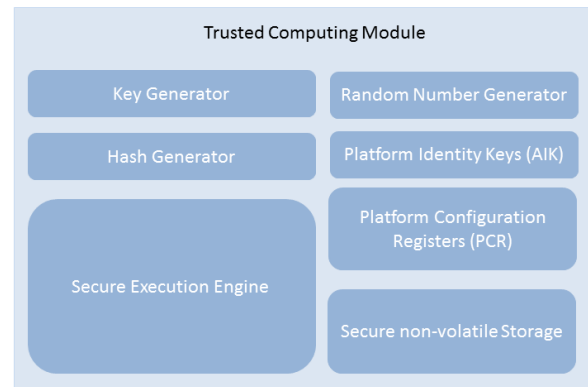 Trusted Computing Module
Key Generator
Random Number Generator
Hash Generator
Platform Identity Keys (AIK)
Platform Configuration
Registers (PCR)
Secure Execution Engine
Secure non-volatile Storage